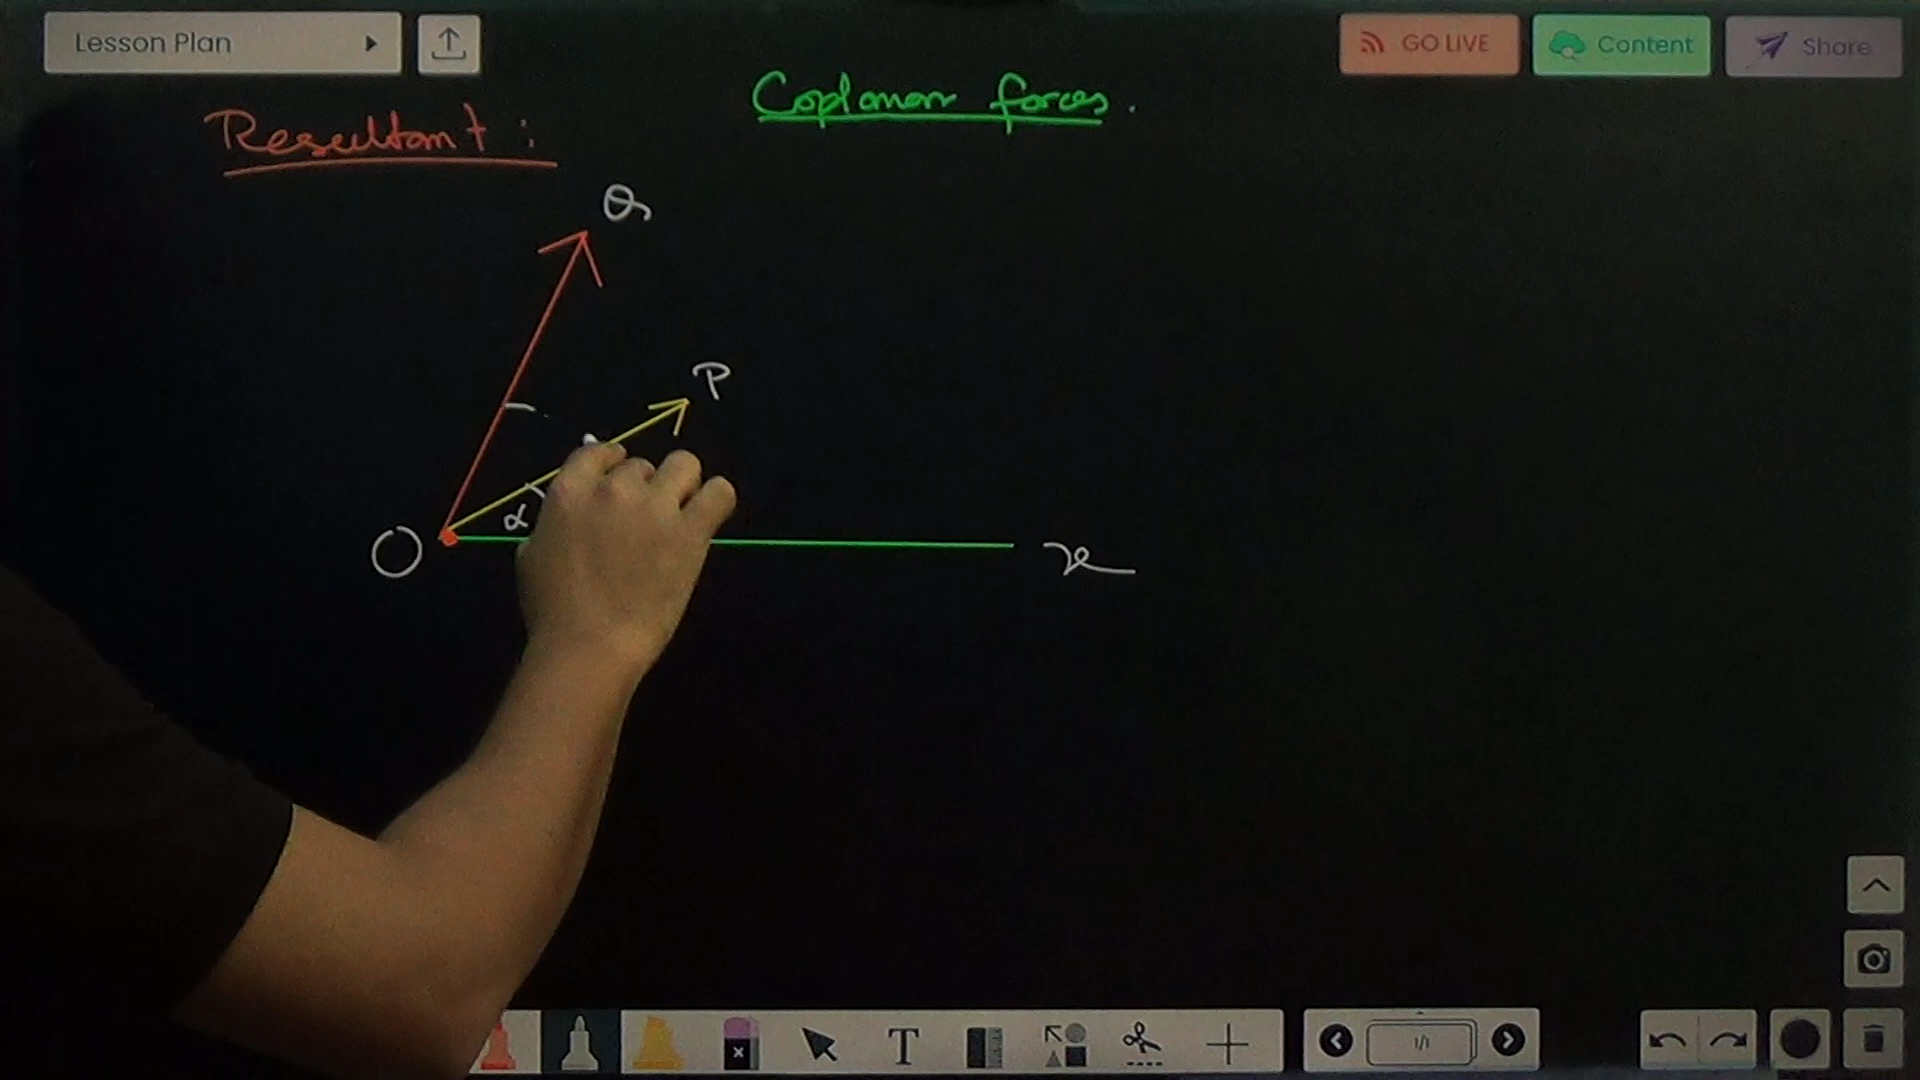 Lesson Plan
GO LIVE
Content
Share
Coplanar forces.
Resultant :
Q
P
α
O
x
T
1/1